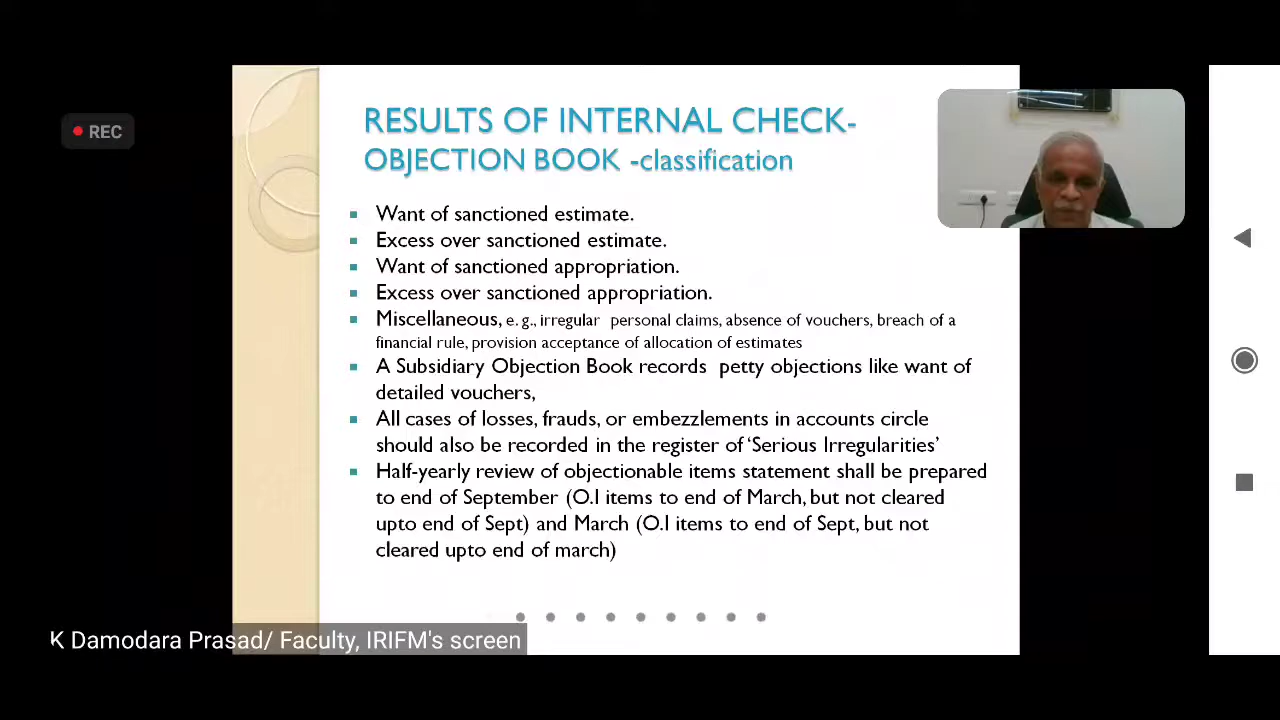 REC
RESULTS OF INTERNAL CHECK-
OBJECTION BOOK -classification
Want of sanctioned estimate.
Excess over sanctioned estimate.
Want of sanctioned appropriation.
Excess over sanctioned appropriation.
Miscellaneous, e. g., irregular personal claims, absence of vouchers, breach of a
financial rule, provision acceptance of allocation of estimates
A Subsidiary Objection Book records petty objections like want of
detailed vouchers,
All cases of losses, frauds, or embezzlements in accounts circle
should also be recorded in the register of ‘Serious Irregularities’
Half-yearly review of objectionable items statement shall be prepared
to end of September (O.I items to end of March, but not cleared
upto end of Sept) and March (O.I items to end of Sept, but not
cleared upto end of march)
K Damodara Prasad/ Faculty, IRIFM's screen